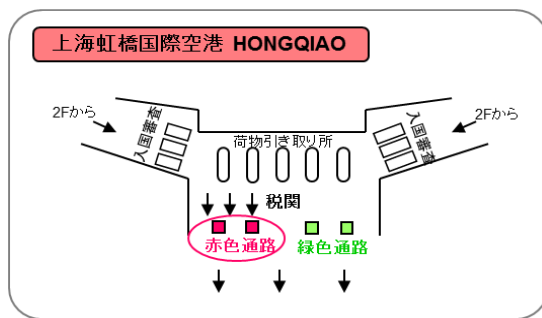 上海虹橋国際空港 HONGQIAO
2Fから
入国審査
荷物引き取り所
入国審査
2Fから
税関
赤色通路
緑色通路